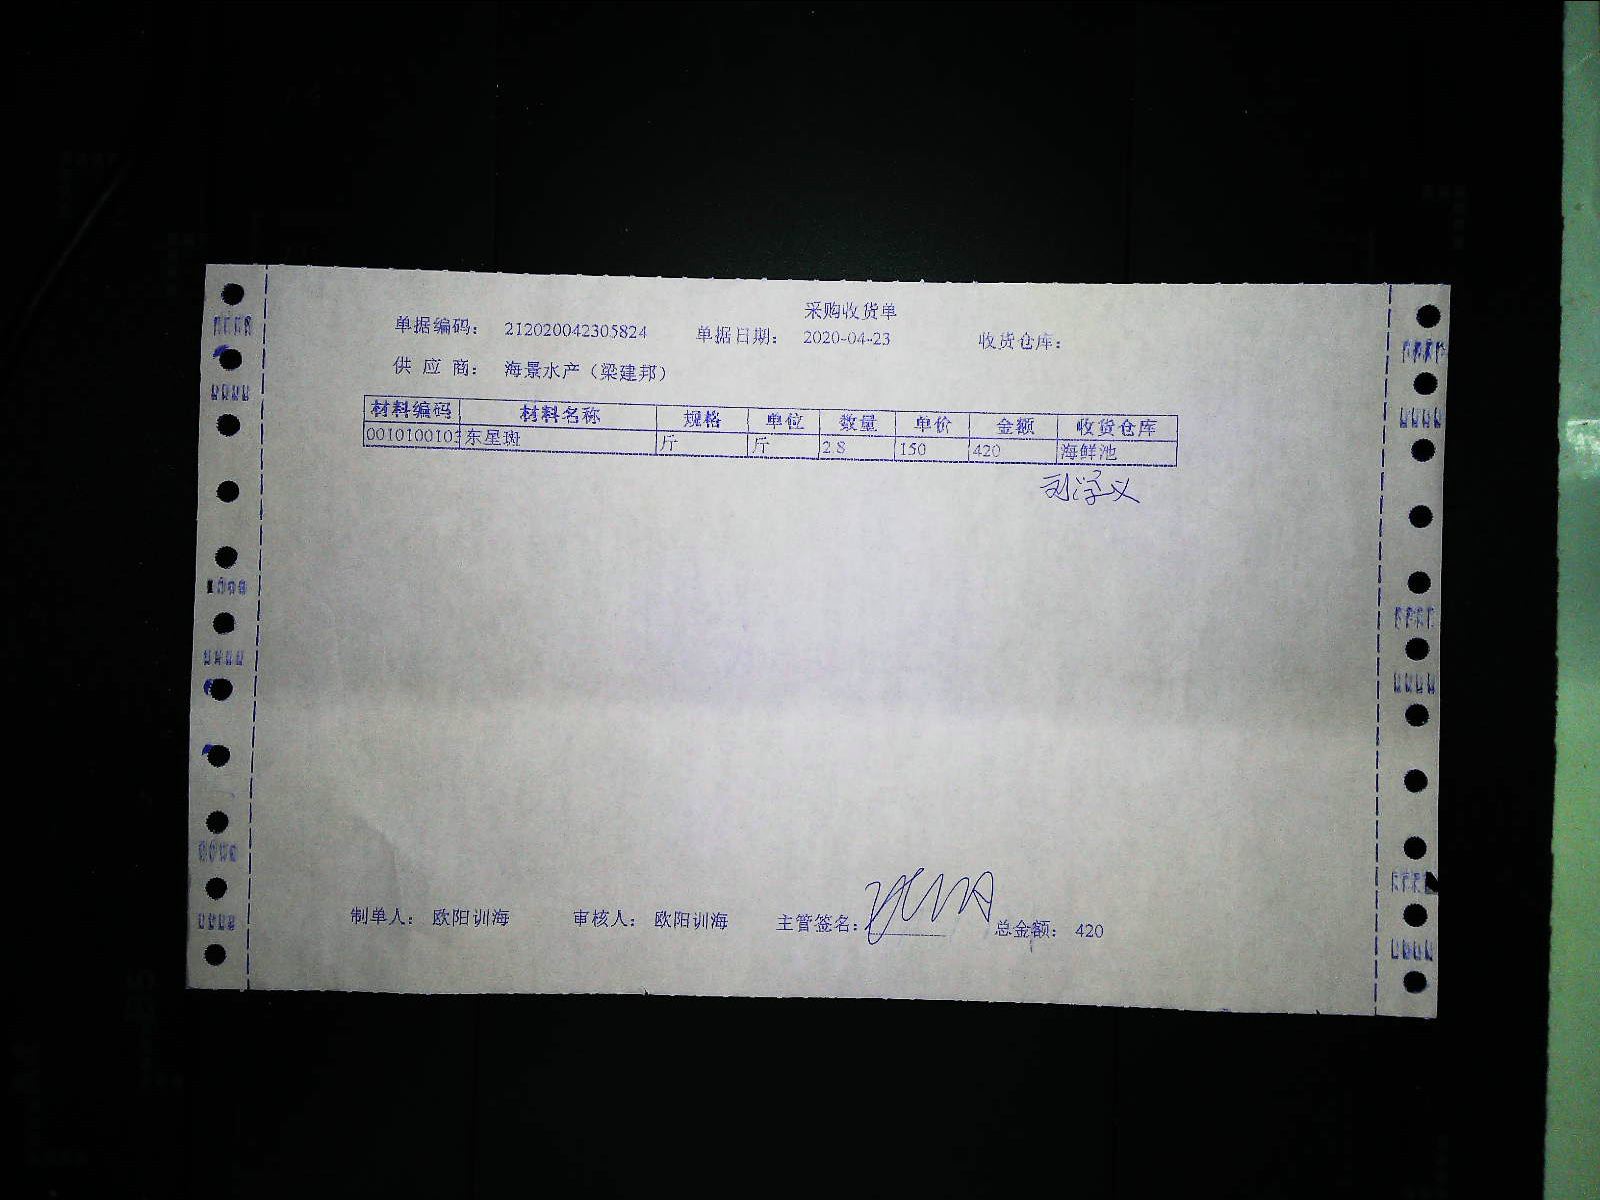 采购收货单
单据编码： 212020042305824 单据日期： 2020-04-23 收货仓库：
供 应 商： 海景水产（梁建邦）
材料编码 材料名称 规格 单位 数量 单价 金额 收货仓库
0010100103 东星斑 斤 斤 2.8 150 420 海鲜池
刘学义
制单人： 欧阳训海 审核人： 欧阳训海 主管签名： 总金额： 420